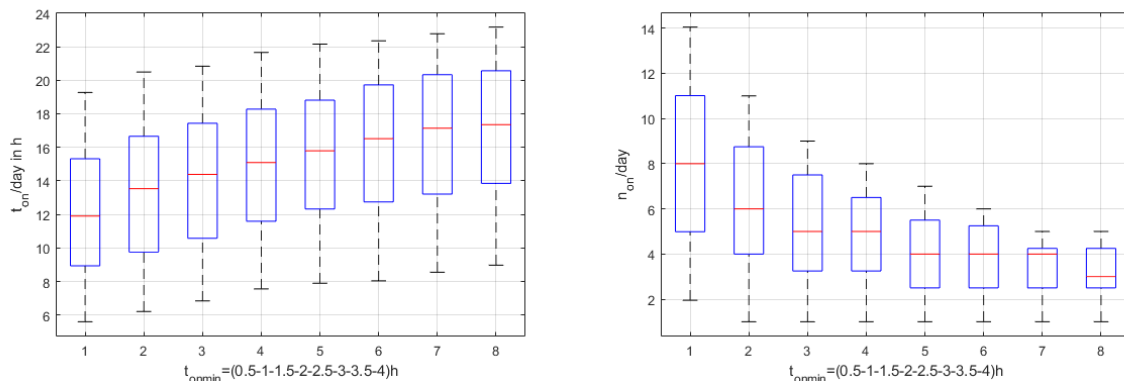 24
22
20
18
16
14
12
10
8
6
t_on/day in h
1 2 3 4 5 6 7 8
t_onmin=(0.5-1-1.5-2-2.5-3-3.5-4)h
14
12
10
8
6
4
2
n_on/day
1 2 3 4 5 6 7 8
t_onmin=(0.5-1-1.5-2-2.5-3-3.5-4)h